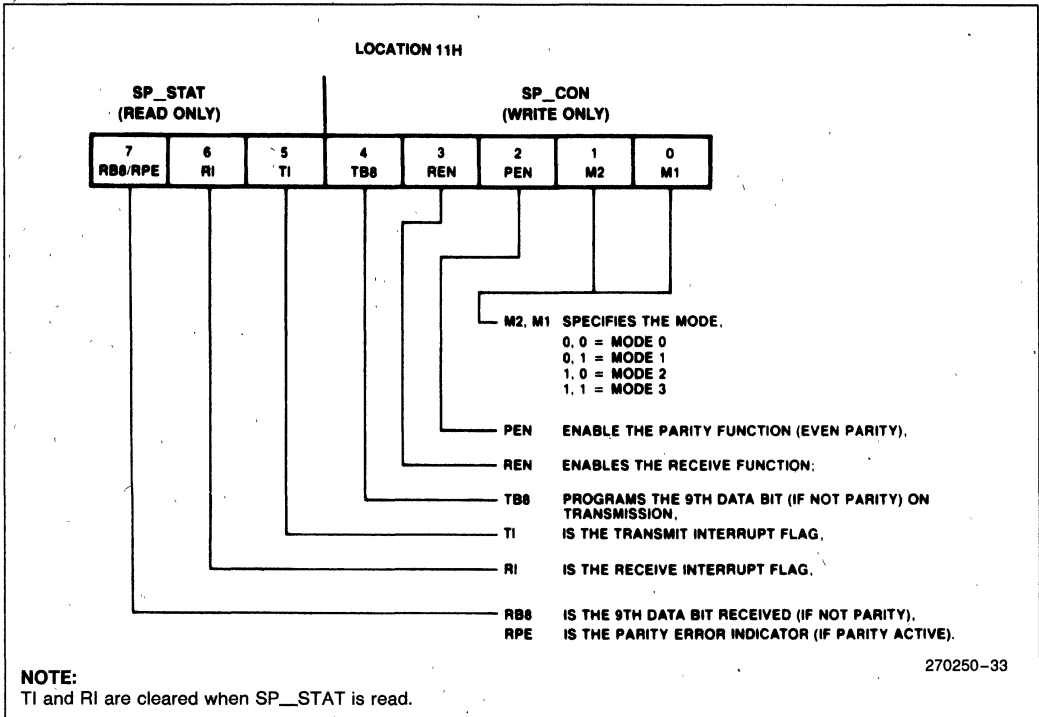 LOCATION 11H
SP_STAT
(READ ONLY)
SP_CON
(WRITE ONLY)
7 6 5 4 3 2 1 0
RB8/RPE RI TI TB8 REN PEN M2 M1
M2, M1 SPECIFIES THE MODE,
0, 0 = MODE 0
0, 1 = MODE 1
1, 0 = MODE 2
1, 1 = MODE 3
PEN ENABLE THE PARITY FUNCTION (EVEN PARITY),
REN ENABLES THE RECEIVE FUNCTION;
TB8 PROGRAMS THE 9TH DATA BIT (IF NOT PARITY) ON
TRANSMISSION,
TI IS THE TRANSMIT INTERRUPT FLAG,
RI IS THE RECEIVE INTERRUPT FLAG,
RB8 IS THE 9TH DATA BIT RECEIVED (IF NOT PARITY),
RPE IS THE PARITY ERROR INDICATOR (IF PARITY ACTIVE).
270250–33
NOTE:
TI and RI are cleared when SP__STAT is read.